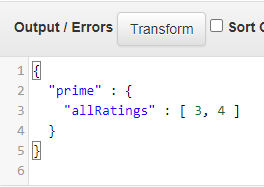 Output / Errors Transform Sort
1 {
2 "prime" : {
3 "allRatings" : [ 3, 4 ]
4 }
5 }
6